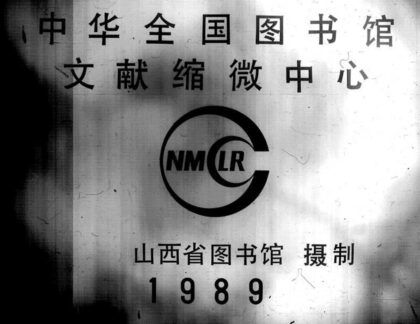 中华全国图书馆
文献缩微中心
NMCLR
山西省图书馆 摄制
1989